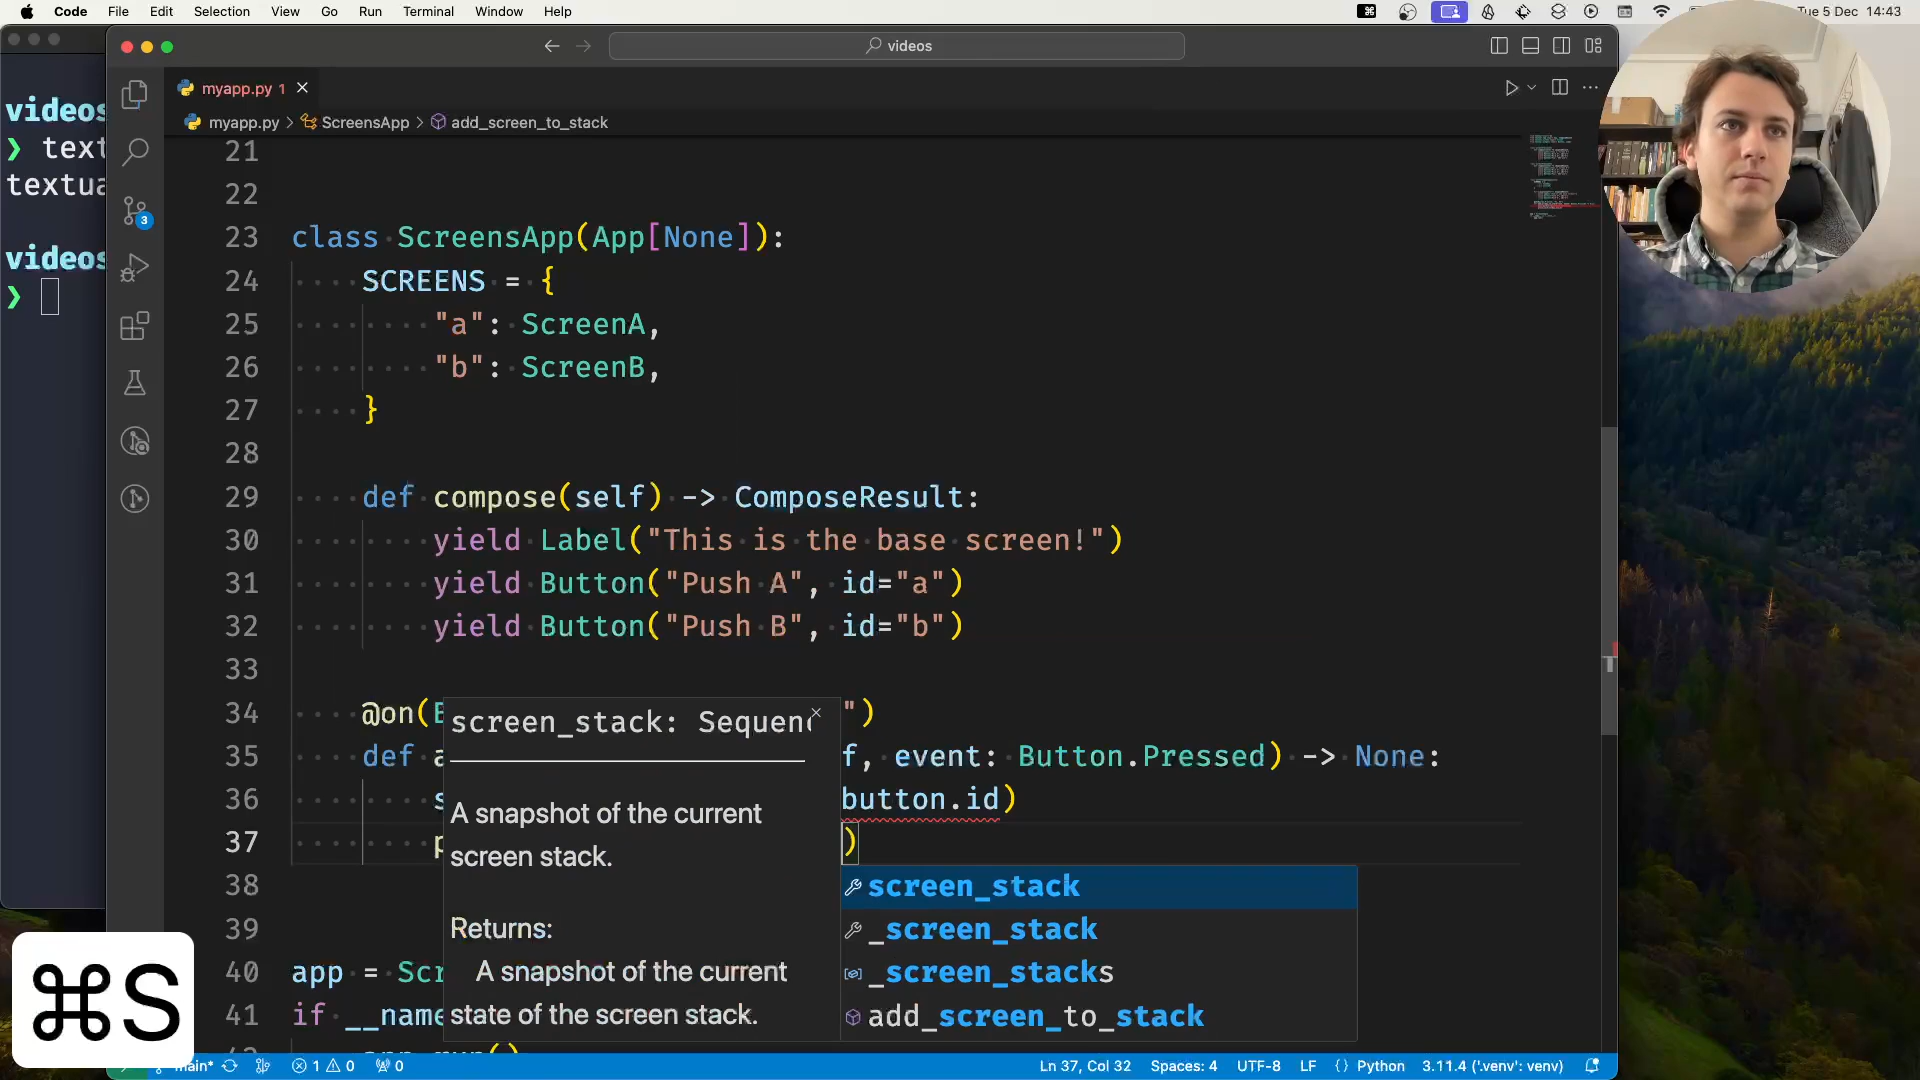 Code File Edit Selection View Go Run Terminal Window Help
Tue 5 Dec 14:43
videos
myapp.py 1
myapp.py > ScreensApp > add_screen_to_stack
videos
❯ text
textua
videos
❯
21
22
23 class ScreensApp(App[None]):
24 SCREENS = {
25 "a": ScreenA,
26 "b": ScreenB,
27 }
28
29 def compose(self) -> ComposeResult:
30 yield Label("This is the base screen!")
31 yield Button("Push A", id="a")
32 yield Button("Push B", id="b")
33
34 @on(B ")
35 def a f, event: Button.Pressed) -> None:
36 s button.id)
37 p )
38
39
40 app = Scr
41 if __name
screen_stack: Sequenc
A snapshot of the current
screen stack.
Returns:
A snapshot of the current
state of the screen stack.
screen_stack
_screen_stack
_screen_stacks
add_screen_to_stack
3
⌘S
main* 1 0 0 Ln 37, Col 32 Spaces: 4 UTF-8 LF Python 3.11.4 ('.venv': venv)